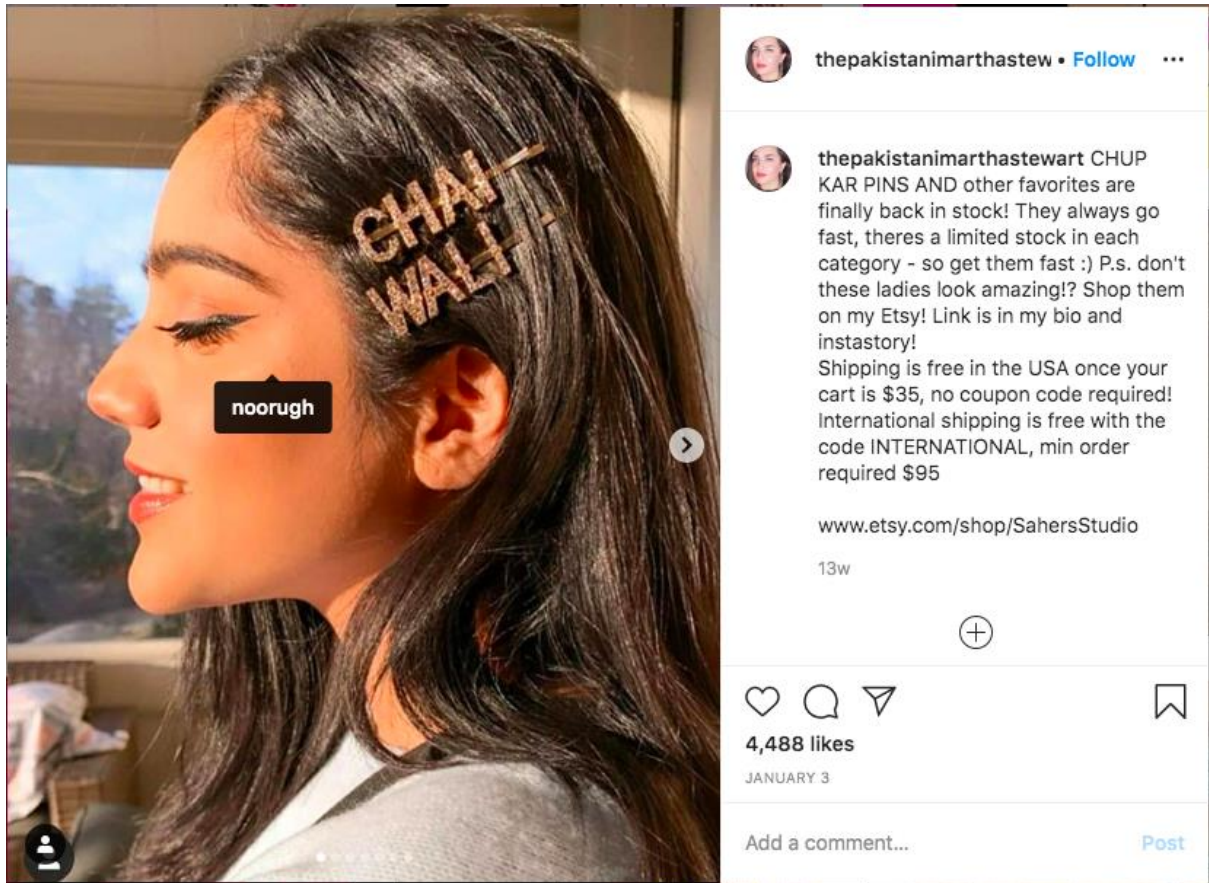 CHAI
WALI
noorugh
thepakistanimarthastew • Follow
thepakistanimarthastewart CHUP
KAR PINS AND other favorites are
finally back in stock! They always go
fast, theres a limited stock in each
category - so get them fast :) P.s. don't
these ladies look amazing!? Shop them
on my Etsy! Link is in my bio and
instastory!
Shipping is free in the USA once your
cart is $35, no coupon code required!
International shipping is free with the
code INTERNATIONAL, min order
required $95
www.etsy.com/shop/SahersStudio
13w
4,488 likes
JANUARY 3
Add a comment... Post